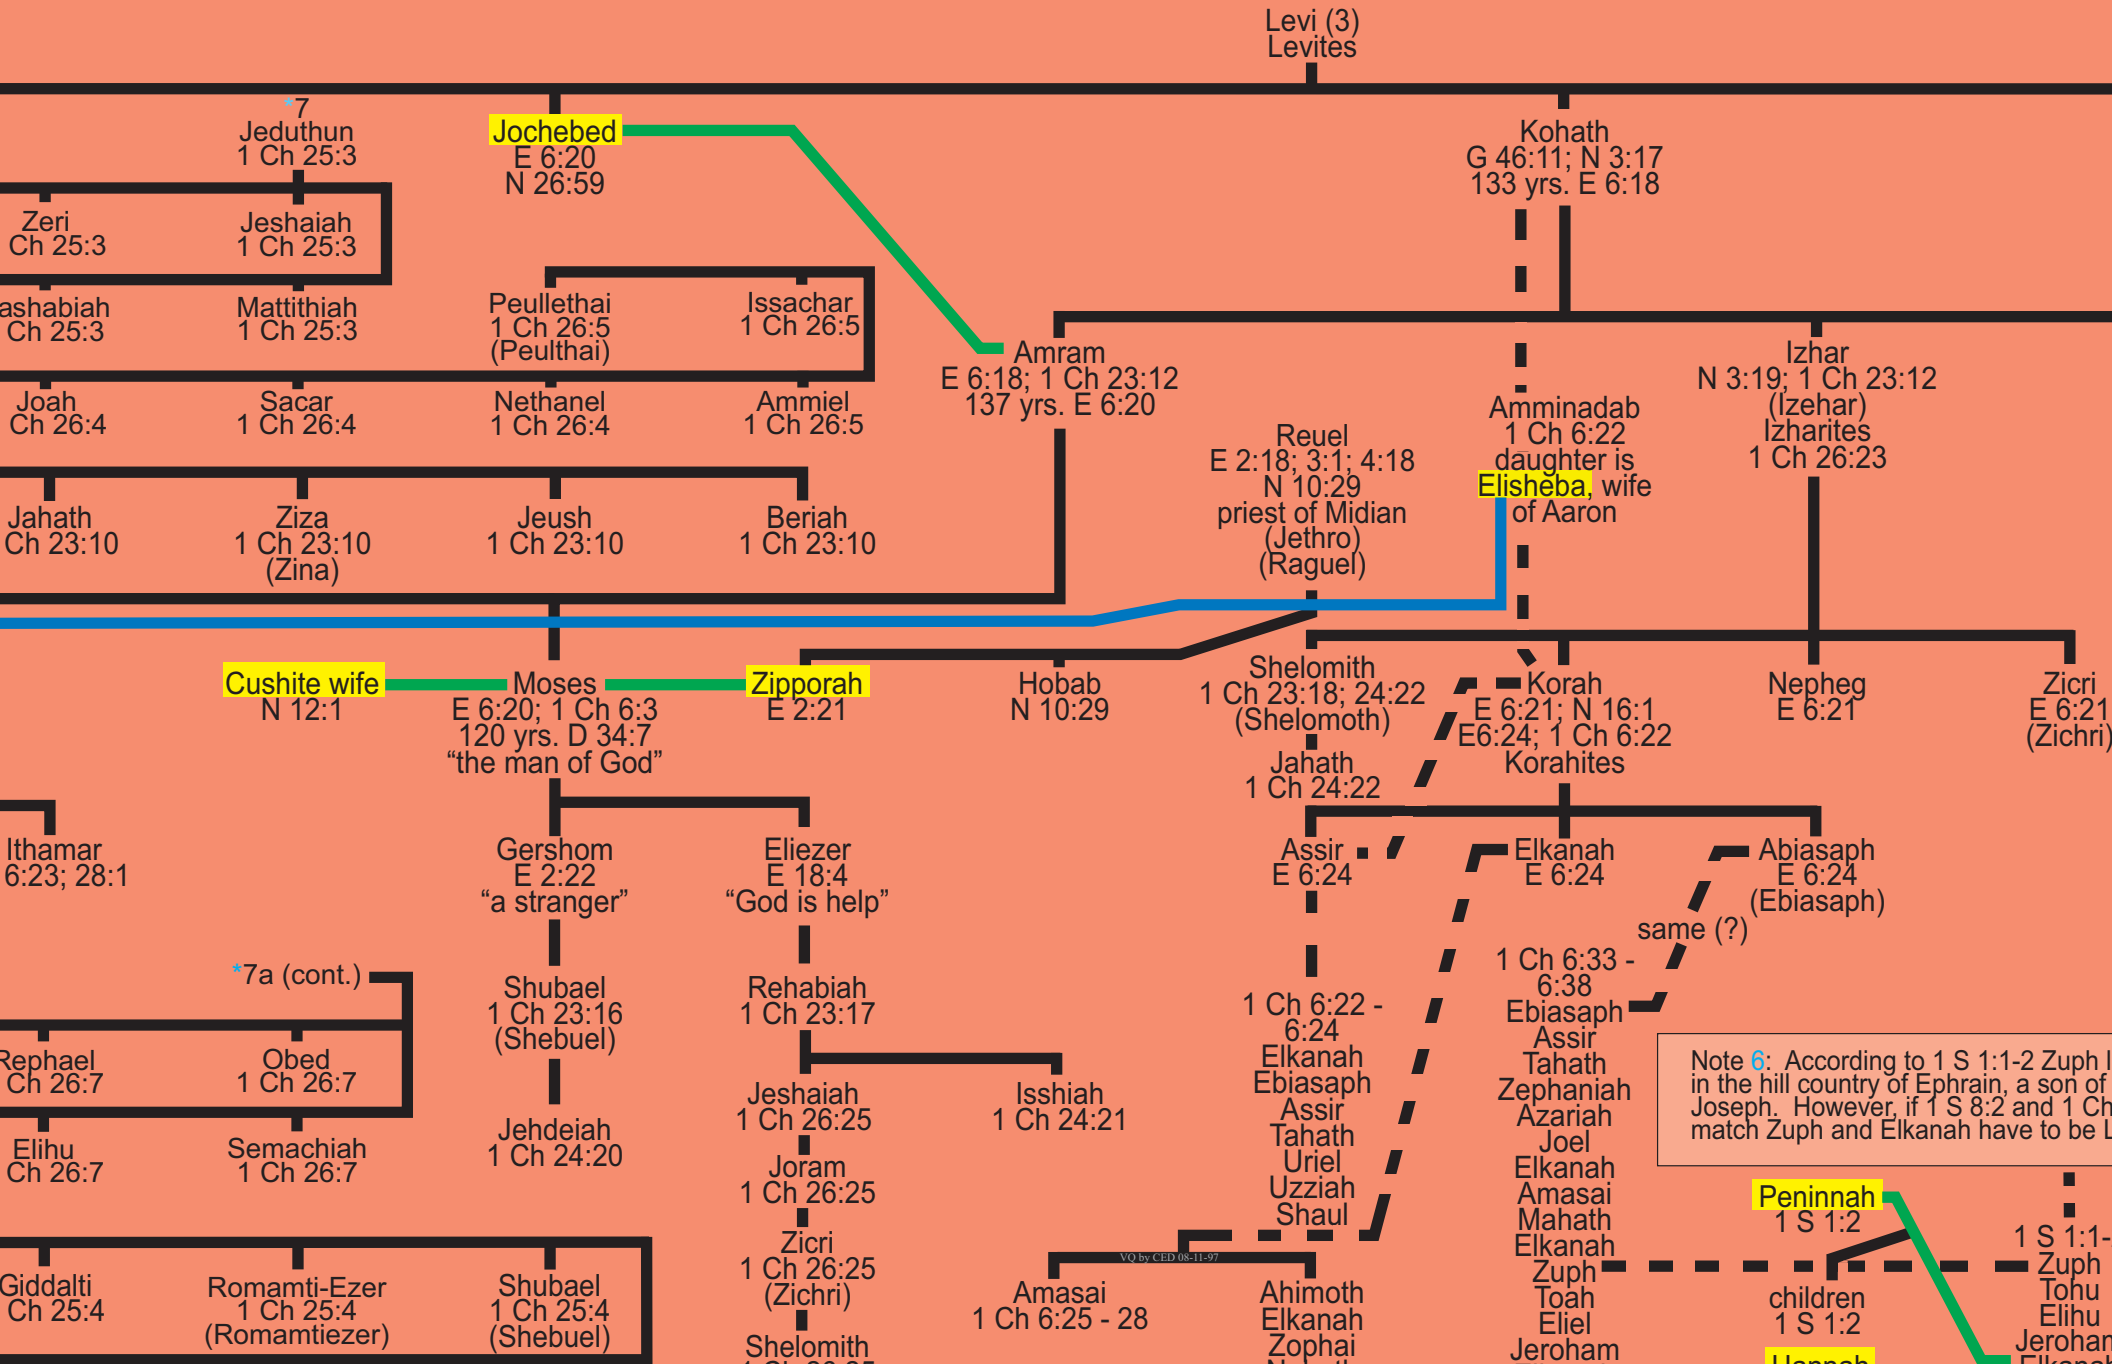 Levi (3)
Levites
*7
Jeduthun
1 Ch 25:3
Jochebed
E 6:20
N 26:59
Kohath
G 46:11; N 3:17
133 yrs. E 6:18
Zeri
Ch 25:3
Jeshaiah
1 Ch 25:3
ashabiah
Ch 25:3
Mattithiah
1 Ch 25:3
Peullethai
1 Ch 26:5
(Peulthai)
Issachar
1 Ch 26:5
Amram
E 6:18; 1 Ch 23:12
137 yrs. E 6:20
Izhar
N 3:19; 1 Ch 23:12
(Izehar)
Izharites
1 Ch 26:23
Joah
Ch 26:4
Sacar
1 Ch 26:4
Nethanel
1 Ch 26:4
Ammiel
1 Ch 26:5
Reuel
E 2:18; 3:1; 4:18
N 10:29
priest of Midian
(Jethro)
(Raguel)
Amminadab
1 Ch 6:22
daughter is
Elisheba, wife
of Aaron
Jahath
Ch 23:10
Ziza
1 Ch 23:10
(Zina)
Jeush
1 Ch 23:10
Beriah
1 Ch 23:10
Cushite wife
N 12:1
Moses
E 6:20; 1 Ch 6:3
120 yrs. D 34:7
“the man of God”
Zipporah
E 2:21
Hobab
N 10:29
Shelomith
1 Ch 23:18; 24:22
(Shelomoth)
Jahath
1 Ch 24:22
Korah
E 6:21; N 16:1
E6:24; 1 Ch 6:22
Korahites
Nepheg
E 6:21
Zicri
E 6:21
(Zichri)
Ithamar
6:23; 28:1
Gershom
E 2:22
“a stranger”
Eliezer
E 18:4
“God is help”
Assir
E 6:24
Elkanah
E 6:24
Abiasaph
E 6:24
(Ebiasaph)
same (?)
*7a (cont.)
Shubael
1 Ch 23:16
(Shebuel)
Rehabiah
1 Ch 23:17
1 Ch 6:22 -
6:24
Elkanah
Ebiasaph
Assir
Tahath
Uriel
Uzziah
Shaul
1 Ch 6:33 -
6:38
Ebiasaph
Assir
Tahath
Zephaniah
Azariah
Joel
Elkanah
Amasai
Mahath
Elkanah
Zuph
Toah
Eliel
Jeroham
Note 6: According to 1 S 1:1-2 Zuph l
in the hill country of Ephrain, a son of
Joseph. However, if 1 S 8:2 and 1 Ch
match Zuph and Elkanah have to be L
Rephael
Ch 26:7
Obed
1 Ch 26:7
Elihu
Ch 26:7
Semachiah
1 Ch 26:7
Jehdeiah
1 Ch 24:20
Jeshaiah
1 Ch 26:25
Isshiah
1 Ch 24:21
Joram
1 Ch 26:25
Zicri
1 Ch 26:25
(Zichri)
Shelomith
Peninnah
1 S 1:2
children
1 S 1:2
Hannah
1 S 1:1-
Zuph
Tohu
Elihu
Jeroham
Elkanah
Giddalti
Ch 25:4
Romamti-Ezer
1 Ch 25:4
(Romamtiezer)
Shubael
1 Ch 25:4
(Shebuel)
VQ by CED 08-11-97
Amasai
1 Ch 6:25 - 28
Ahimoth
Elkanah
Zophai